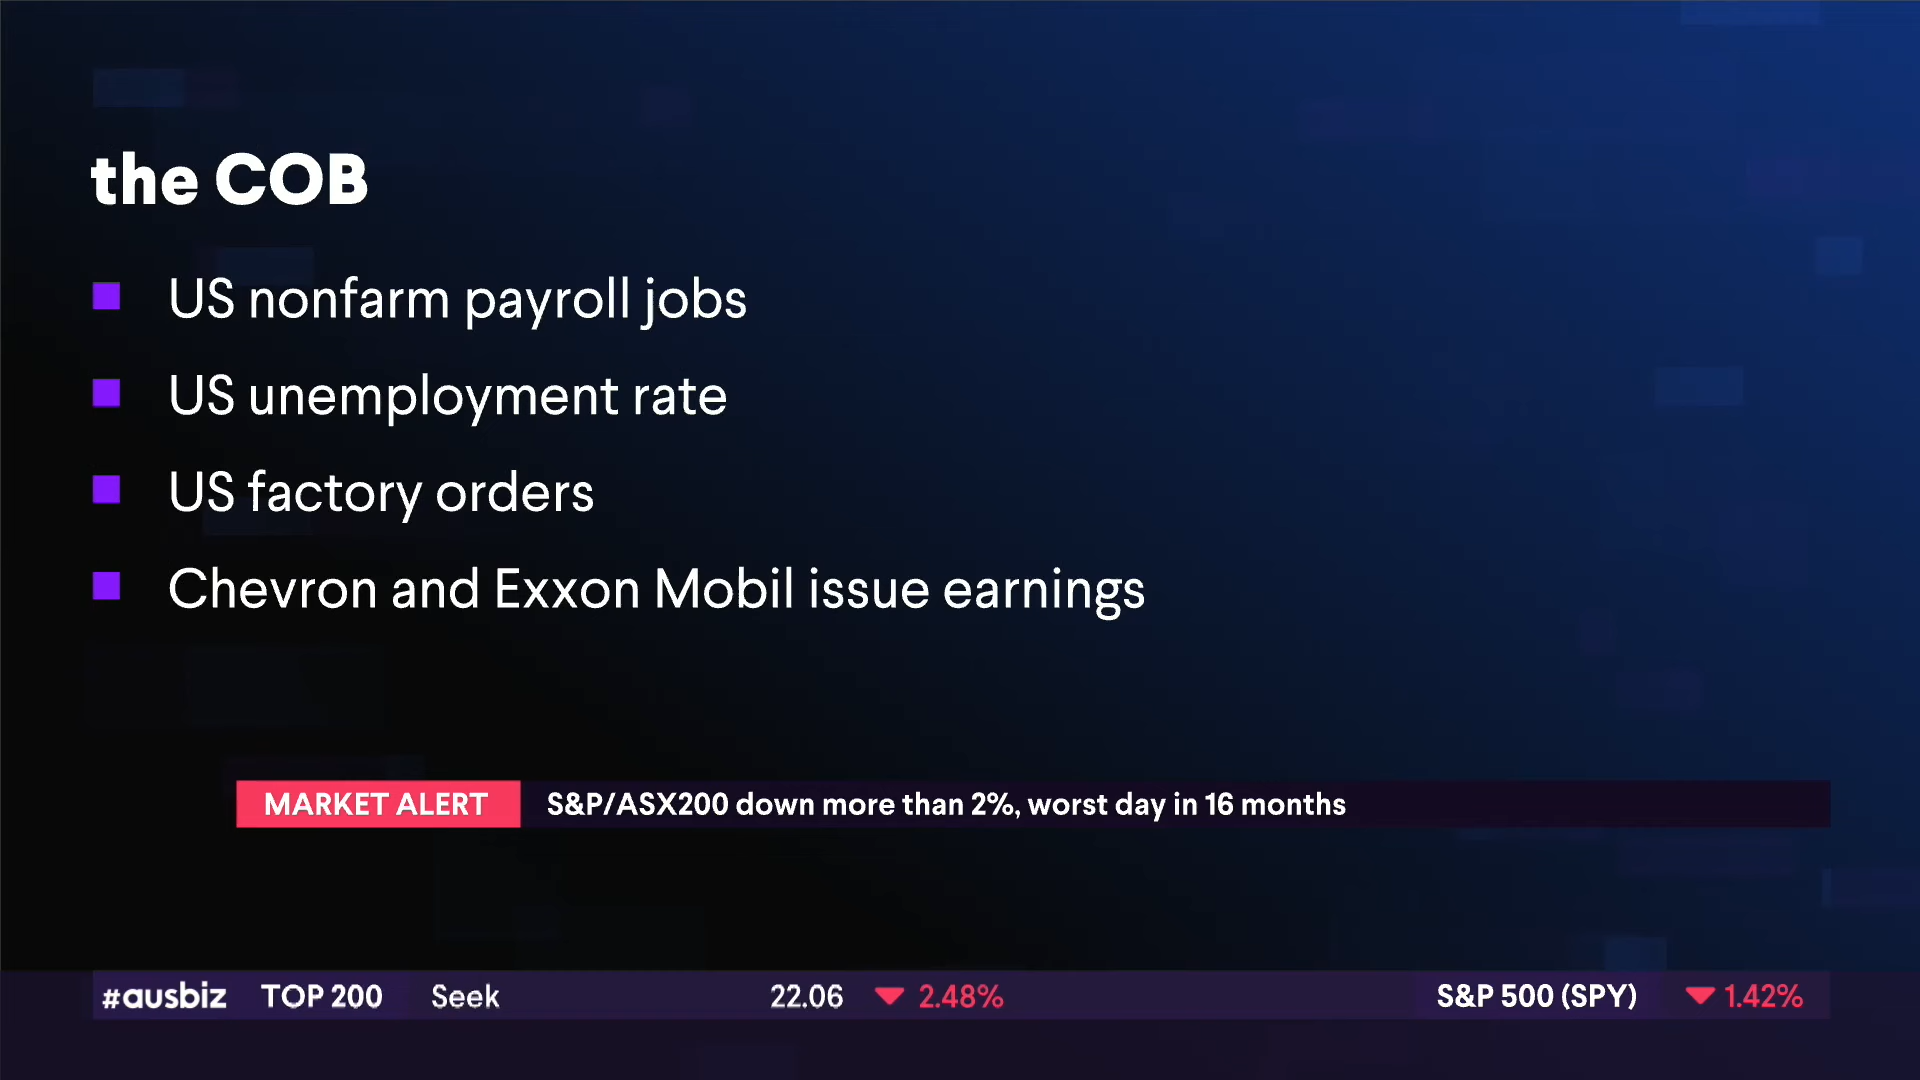 the COB
US nonfarm payroll jobs
US unemployment rate
US factory orders
Chevron and Exxon Mobil issue earnings
MARKET ALERT S&P/ASX200 down more than 2%, worst day in 16 months
#ausbiz TOP 200 Seek 22.06 ▼ 2.48% S&P 500 (SPY) ▼ 1.42%